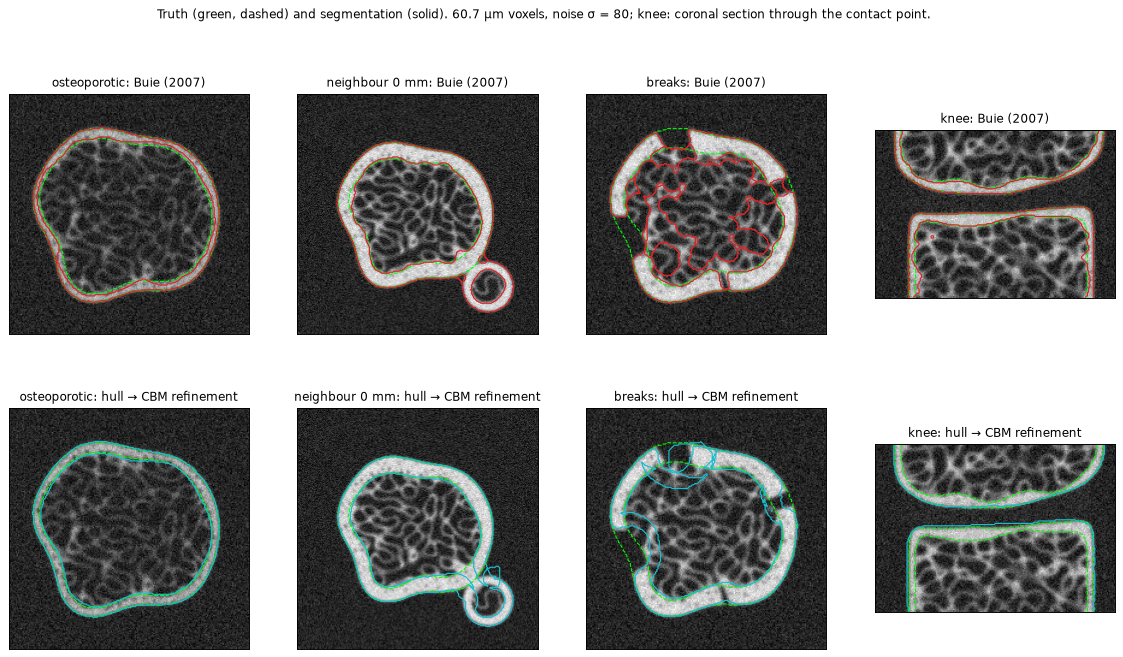 Truth (green, dashed) and segmentation (solid). 60.7 µm voxels, noise σ = 80; knee: coronal section through the contact point.
osteoporotic: Buie (2007)
neighbour 0 mm: Buie (2007)
breaks: Buie (2007)
knee: Buie (2007)
osteoporotic: hull → CBM refinement
neighbour 0 mm: hull → CBM refinement
breaks: hull → CBM refinement
knee: hull → CBM refinement